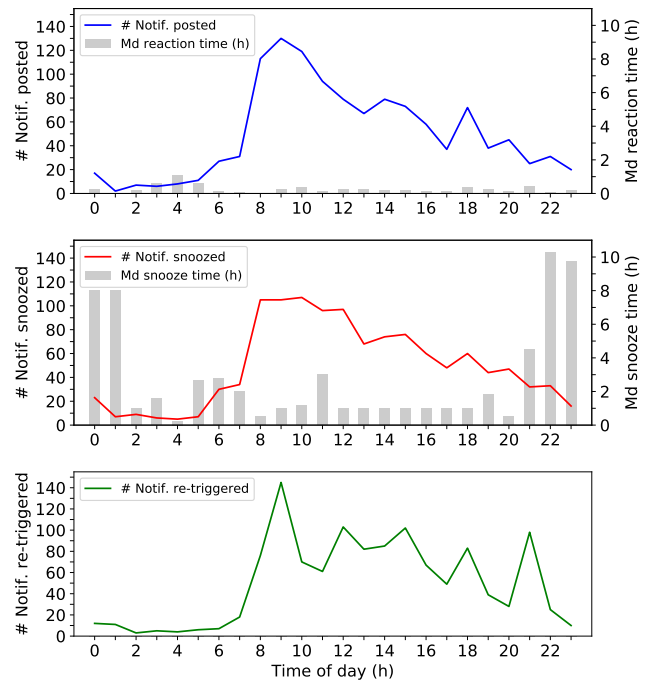 # Notif. posted
Md reaction time (h)
140
120
100
80
60
40
20
0
10
8
6
4
2
0
# Notif. posted
Md reaction time (h)
0 2 4 6 8 10 12 14 16 18 20 22
# Notif. snoozed
Md snooze time (h)
140
120
100
80
60
40
20
0
10
8
6
4
2
0
# Notif. snoozed
Md snooze time (h)
0 2 4 6 8 10 12 14 16 18 20 22
# Notif. re-triggered
140
120
100
80
60
40
20
0
# Notif. re-triggered
0 2 4 6 8 10 12 14 16 18 20 22
Time of day (h)